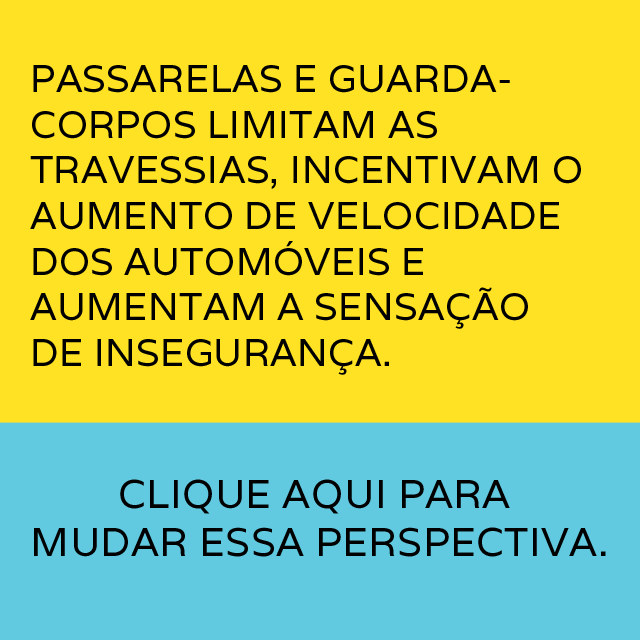 PASSARELAS E GUARDA-
CORPOS LIMITAM AS
TRAVESSIAS, INCENTIVAM O
AUMENTO DE VELOCIDADE
DOS AUTOMÓVEIS E
AUMENTAM A SENSAÇÃO
DE INSEGURANÇA.
CLIQUE AQUI PARA
MUDAR ESSA PERSPECTIVA.